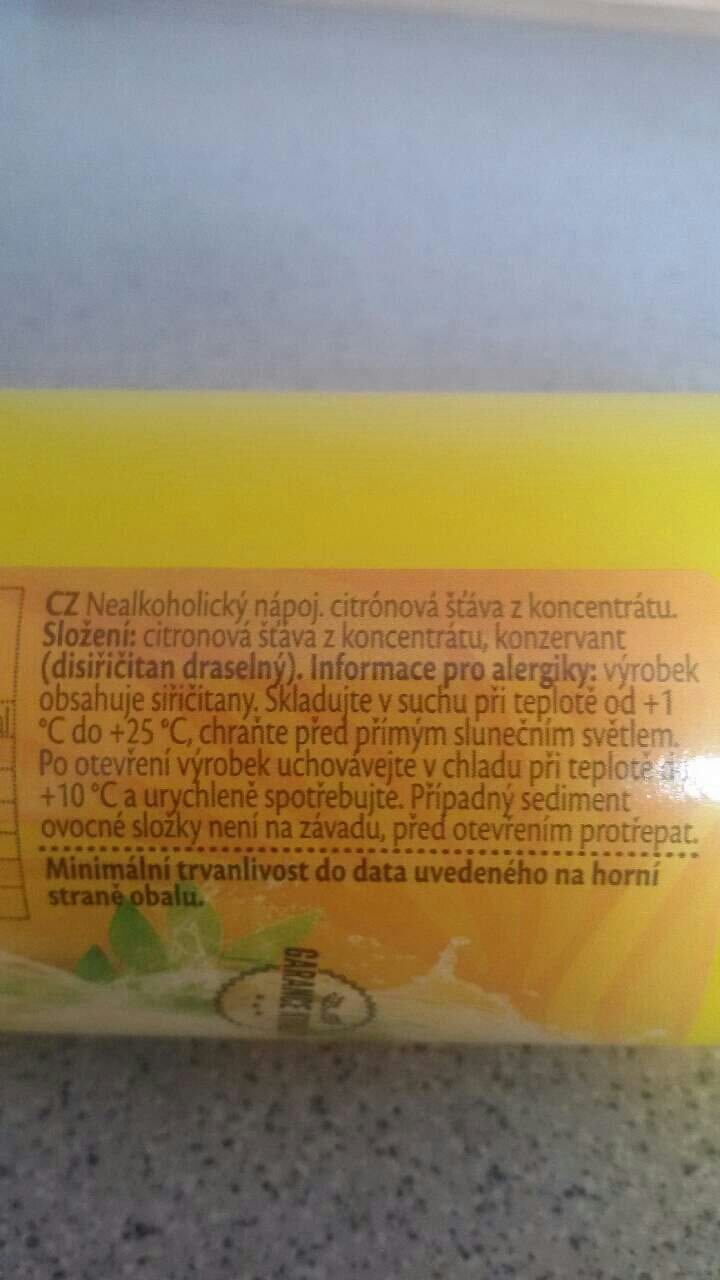 CZ Nealkoholický nápoj. citrónová šťáva z koncentrátu.
Složení: citronová šťáva z koncentrátu, konzervant
(disiřičitan draselný). Informace pro alergiky: výrobek
obsahuje siřičitany. Skladujte v suchu při teplotě od +1
°C do +25 °C, chraňte před přímým slunečním světlem.
Po otevření výrobek uchovávejte v chladu při teplotě do
+10 °C a urychleně spotřebujte. Případný sediment
ovocné složky není na závadu, před otevřením protřepat.
Minimální trvanlivost do data uvedeného na horní
straně obalu.
GARANCE